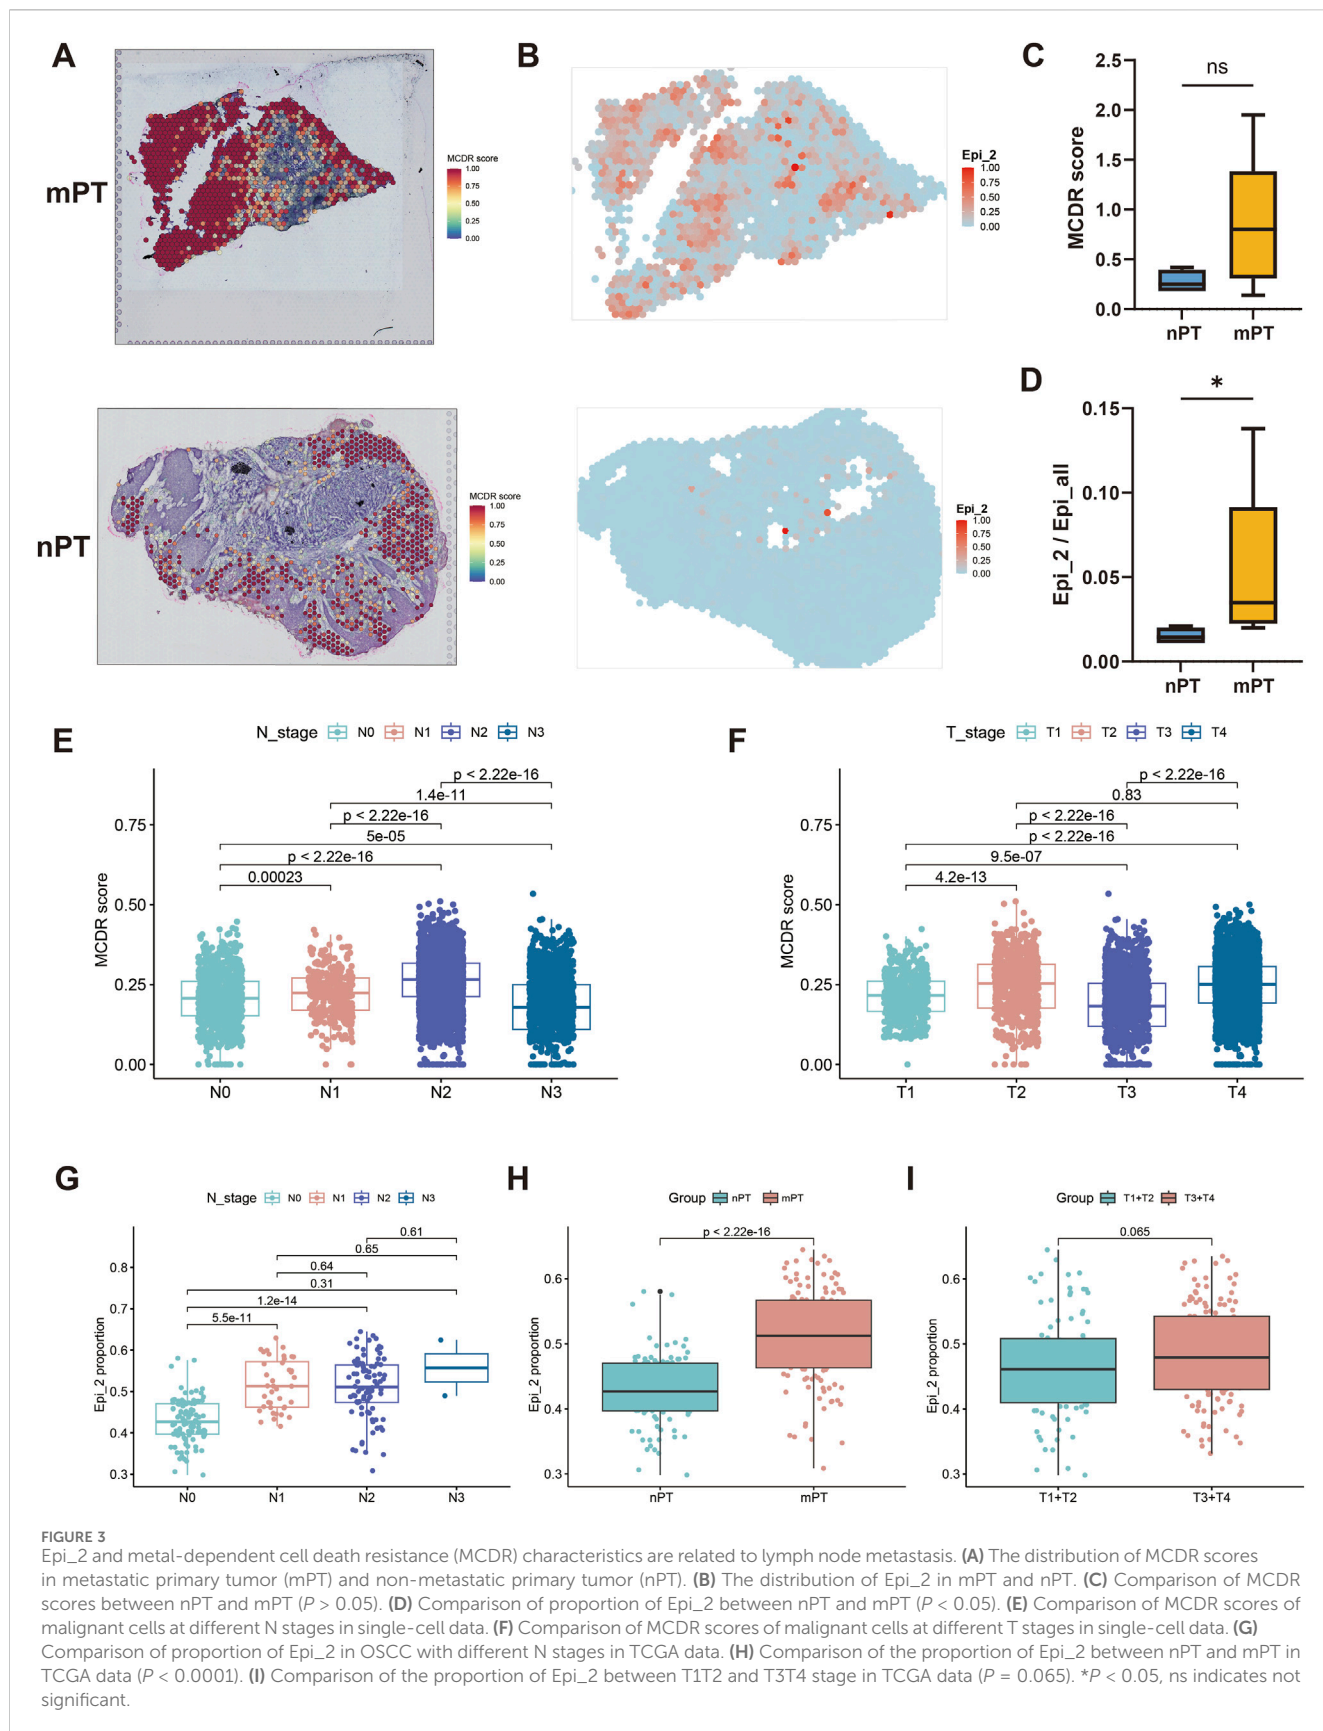 A
mPT
MCDR score
1.00
0.75
0.50
0.25
0.00
B
Epi_2
1.00
0.75
0.50
0.25
0.00
C
2.5
2.0
1.5
1.0
0.5
0.0
MCDR score
ns
nPT mPT
nPT
MCDR score
1.00
0.75
0.50
0.25
0.00
Epi_2
1.00
0.75
0.50
0.25
0.00
D
0.15
0.10
0.05
0.00
Epi_2 / Epi_all
*
nPT mPT
E
N_stage N0 N1 N2 N3
p < 2.22e-16
1.4e-11
p < 2.22e-16
5e-05
p < 2.22e-16
0.00023
0.75
0.50
0.25
0.00
MCDR score
N0 N1 N2 N3
F
T_stage T1 T2 T3 T4
p < 2.22e-16
0.83
p < 2.22e-16
p < 2.22e-16
9.5e-07
4.2e-13
0.75
0.50
0.25
0.00
MCDR score
T1 T2 T3 T4
G
N_stage N0 N1 N2 N3
0.61
0.65
0.64
0.31
1.2e-14
5.5e-11
0.8
0.7
0.6
0.5
0.4
0.3
Epi_2 proportion
N0 N1 N2 N3
H
Group nPT mPT
p < 2.22e-16
0.6
0.5
0.4
0.3
Epi_2 proportion
nPT mPT
I
Group T1+T2 T3+T4
0.065
0.6
0.5
0.4
0.3
Epi_2 proportion
T1+T2 T3+T4
FIGURE 3
Epi_2 and metal-dependent cell death resistance (MCDR) characteristics are related to lymph node metastasis. (A) The distribution of MCDR scores
in metastatic primary tumor (mPT) and non-metastatic primary tumor (nPT). (B) The distribution of Epi_2 in mPT and nPT. (C) Comparison of MCDR
scores between nPT and mPT (P > 0.05). (D) Comparison of proportion of Epi_2 between nPT and mPT (P < 0.05). (E) Comparison of MCDR scores of
malignant cells at different N stages in single-cell data. (F) Comparison of MCDR scores of malignant cells at different T stages in single-cell data. (G)
Comparison of proportion of Epi_2 in OSCC with different N stages in TCGA data. (H) Comparison of the proportion of Epi_2 between nPT and mPT in
TCGA data (P < 0.0001). (I) Comparison of the proportion of Epi_2 between T1T2 and T3T4 stage in TCGA data (P = 0.065). *P < 0.05, ns indicates not
significant.